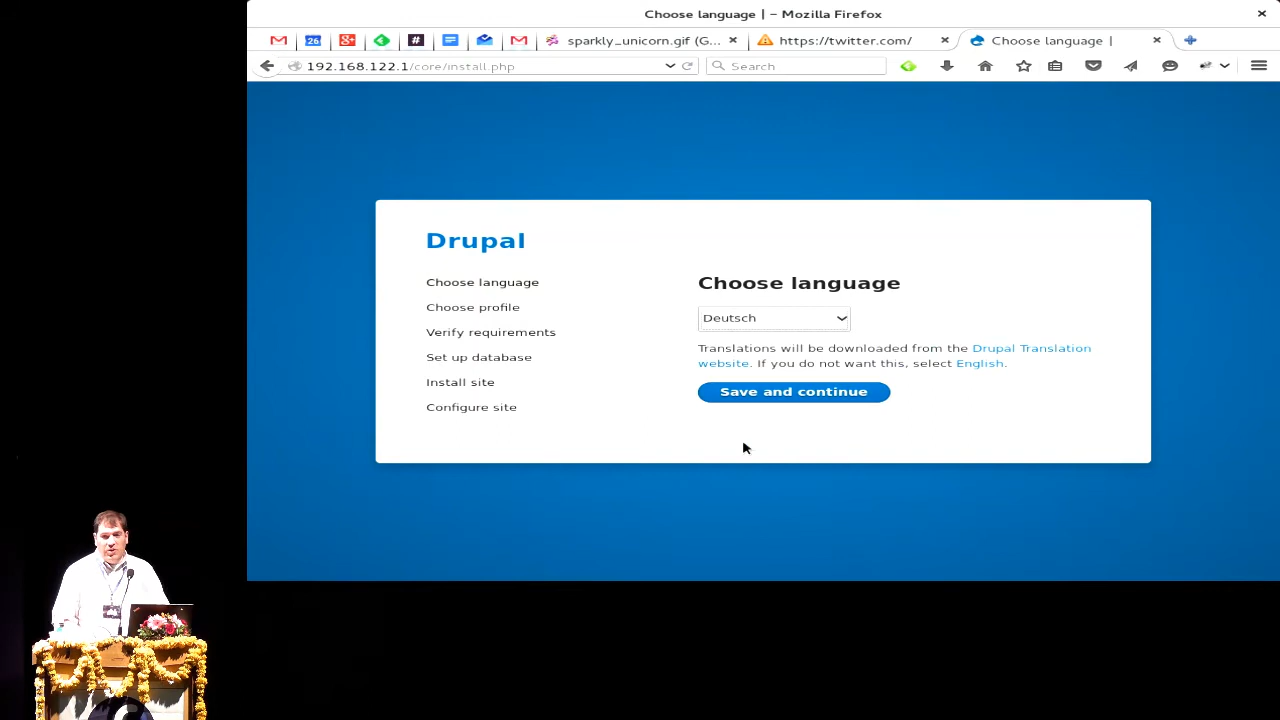 Choose language | - Mozilla Firefox
26
#
sparkly_unicorn.gif (G...
https://twitter.com/
Choose language |
192.168.122.1/core/install.php
Search
Drupal
Choose language
Choose profile
Verify requirements
Set up database
Install site
Configure site
Choose language
Deutsch
Translations will be downloaded from the Drupal Translation
website. If you do not want this, select English.
Save and continue